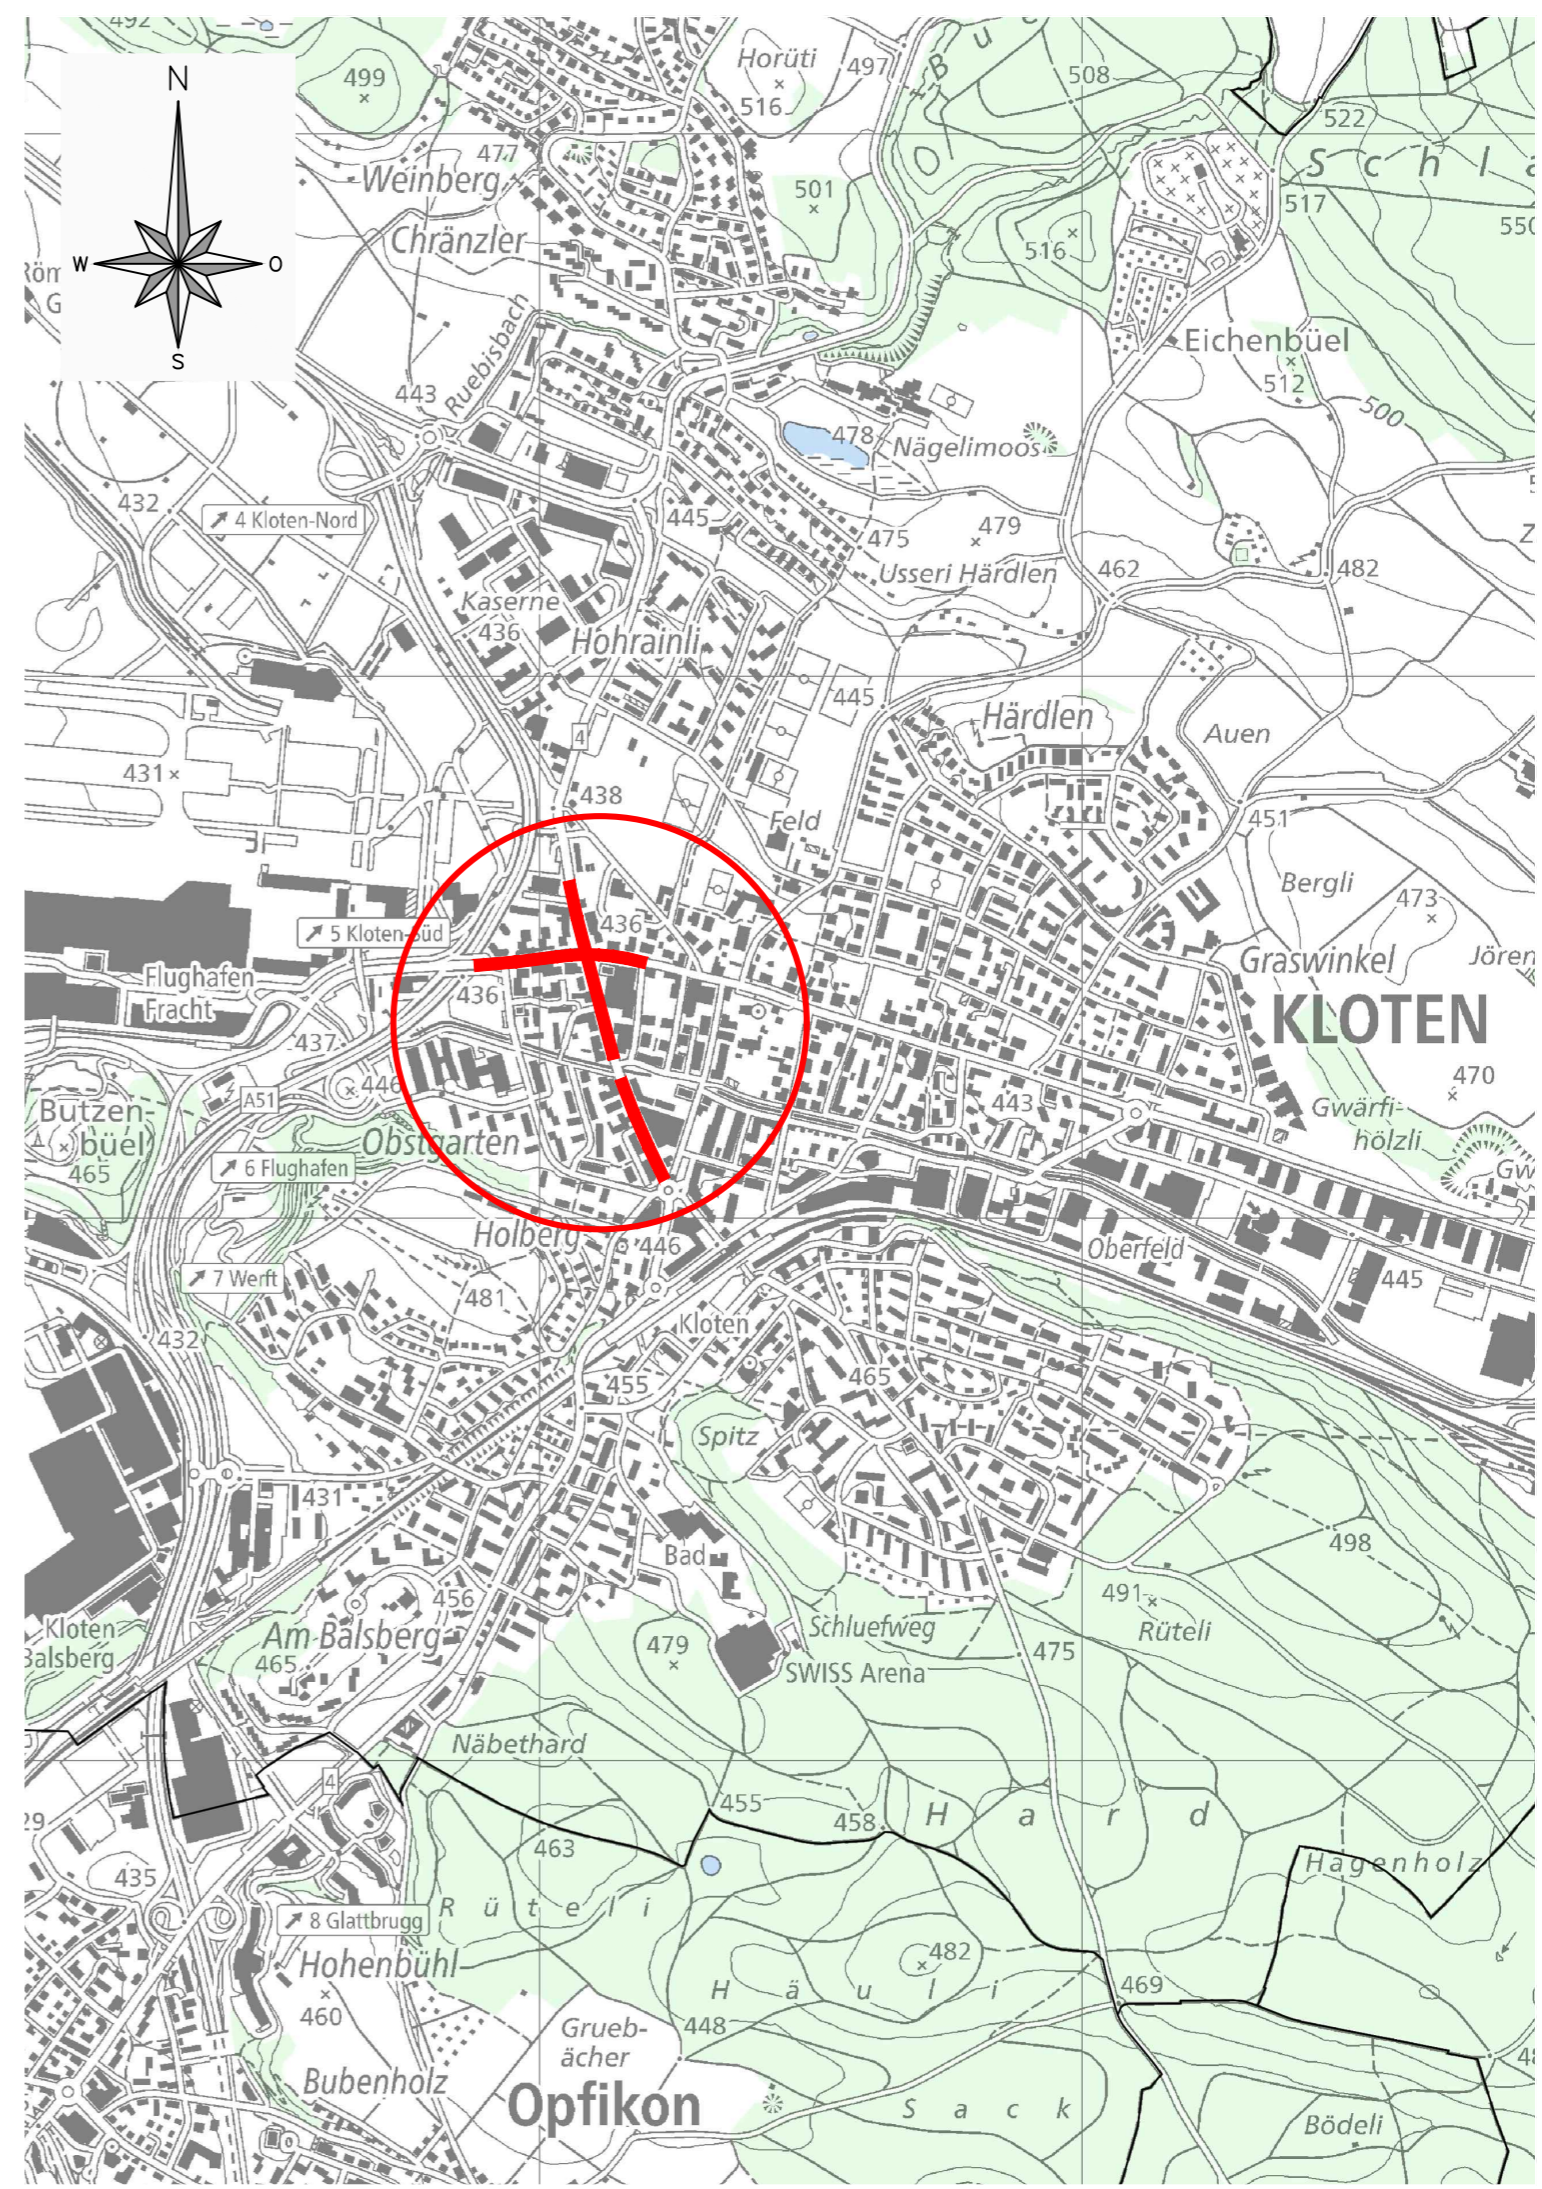 492
499
Horüti
497
516
B u c
508
522
N
477
Weinberg
O
S c h l a
501
517
550
Chränzler
516
W
O
Röm
G
S
Ruebisbach
Eichenbüel
512
443
500
478
Nägelimoos
432
4 Kloten-Nord
445
475
479
Usseri Härdlen
462
482
Z
Kaserne
436
Hohrainli
445
Härdlen
Auen
4
431
438
Feld
451
Bergli
473
436
5 Kloten-Süd
Graswinkel
Jören
Flughafen
Fracht
436
KLOTEN
437
446
470
A51
443
Gwärfi-
hölzli
Butzen-
büel
465
Obstgarten
6 Flughafen
Gw
Holberg
446
Oberfeld
7 Werft
481
445
432
Kloten
455
465
Spitz
431
498
Bad
456
491
Rüteli
Kloten
Balsberg
Am Balsberg
465
479
Schluefweg
SWISS Arena
475
Näbethard
4
455
458
H a r d
29
463
435
Hagenholz
R ü t e l i
8 Glattbrugg
Hohenbühl
482
460
H ä u l i
469
Grueb-
ächer
448
Bubenholz
Opfikon
S a c k
Bödeli